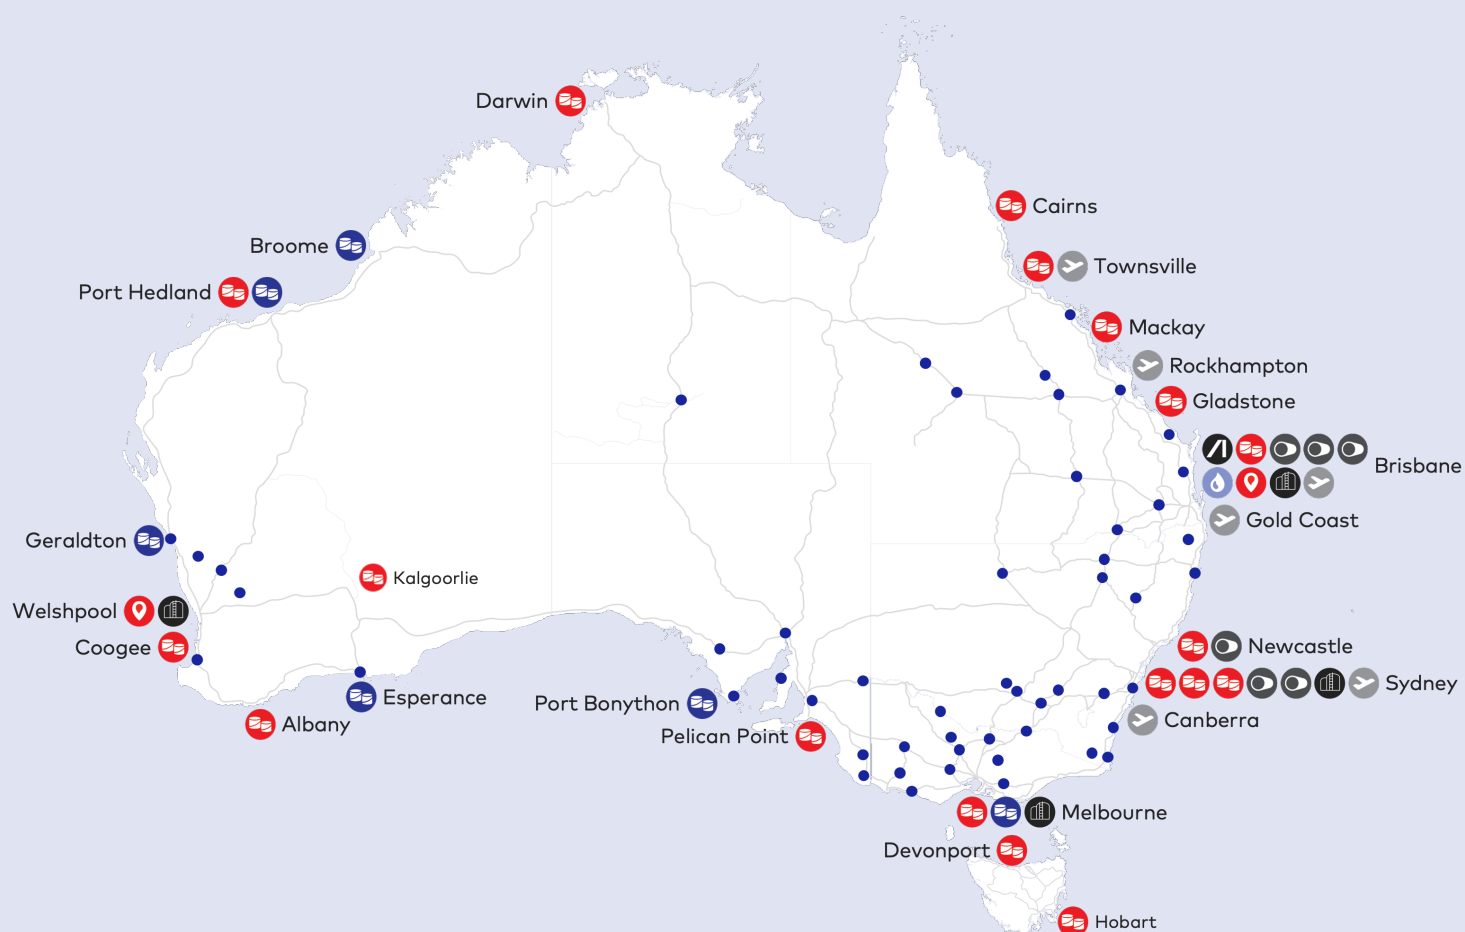 Darwin
Cairns
Broome
Townsville
Port Hedland
Mackay
Rockhampton
Gladstone
Brisbane
Gold Coast
Geraldton
Kalgoorlie
Welshpool
Coogee
Newcastle
Sydney
Esperance
Port Bonython
Canberra
Albany
Pelican Point
Melbourne
Devonport
Hobart